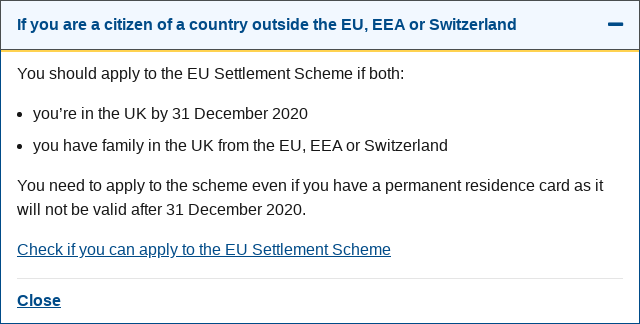 If you are a citizen of a country outside the EU, EEA or Switzerland
You should apply to the EU Settlement Scheme if both:
you’re in the UK by 31 December 2020
you have family in the UK from the EU, EEA or Switzerland
You need to apply to the scheme even if you have a permanent residence card as it
will not be valid after 31 December 2020.
Check if you can apply to the EU Settlement Scheme
Close